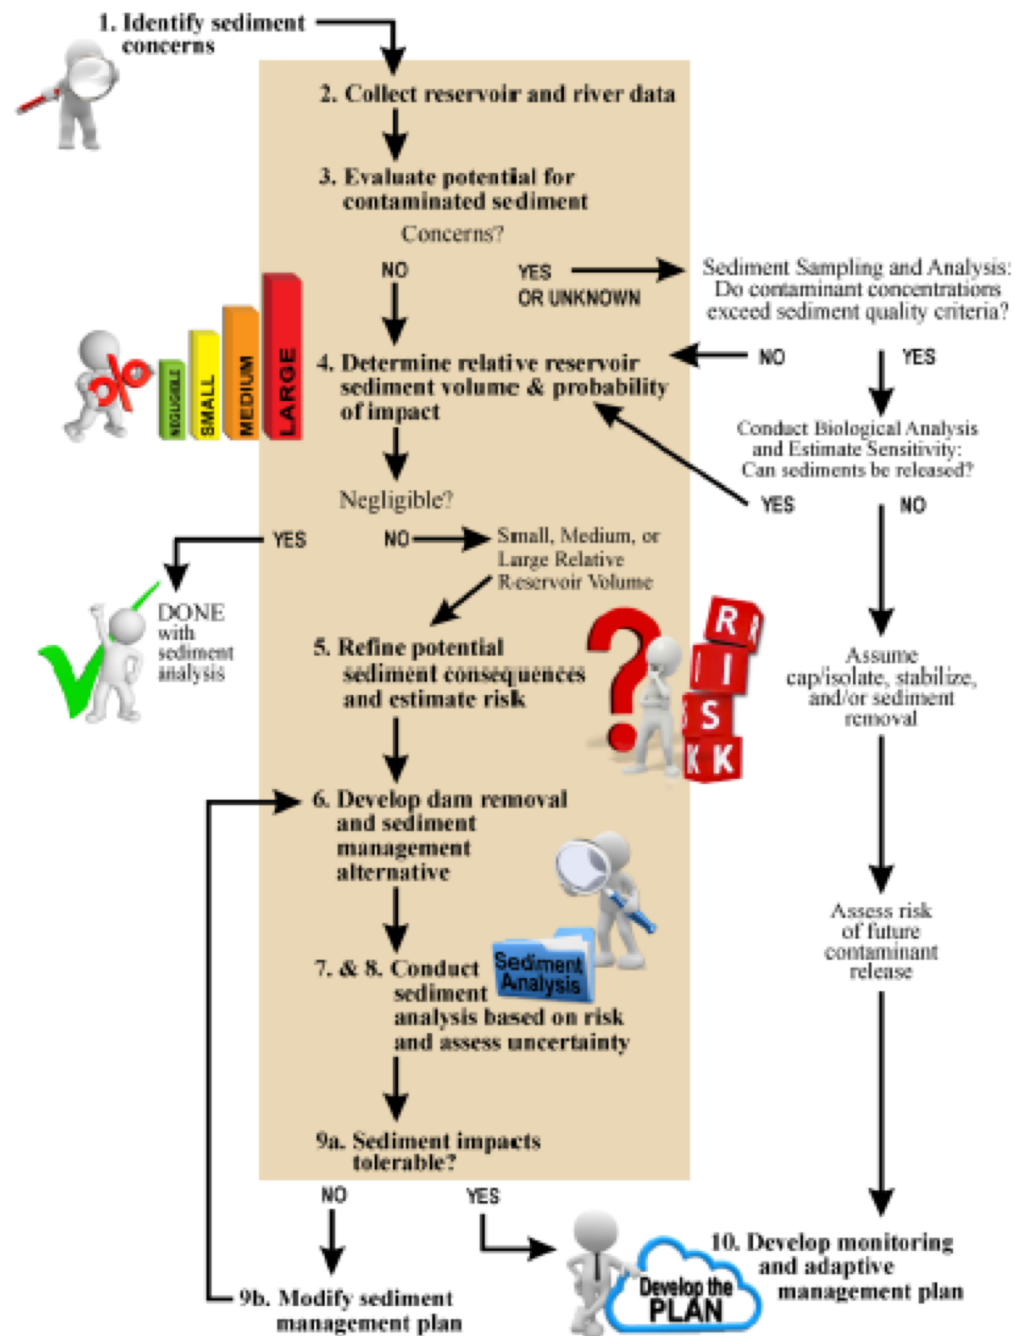 1. Identify sediment
concerns
2. Collect reservoir and river data
3. Evaluate potential for
contaminated sediment
Concerns?
NO
YES
OR UNKNOWN
Sediment Sampling and Analysis:
Do contaminant concentrations
exceed sediment quality criteria?
NO
YES
NEGLIGIBLE
SMALL
MEDIUM
LARGE
%
4. Determine relative reservoir
sediment volume & probability
of impact
Conduct Biological Analysis
and Estimate Sensitivity:
Can sediments be released?
YES
NO
Negligible?
YES
NO
Small, Medium, or
Large Relative
Reservoir Volume
DONE
with
sediment
analysis
5. Refine potential
sediment consequences
and estimate risk
?
R R
I I
S S
K K
Assume
cap/isolate, stabilize,
and/or sediment
removal
6. Develop dam removal
and sediment
management
alternative
Assess risk
of future
contaminant
release
Sediment
Analysis
7. & 8. Conduct
sediment
analysis based on risk
and assess uncertainty
9a. Sediment impacts
tolerable?
NO
YES
9b. Modify sediment
management plan
Develop the
PLAN
10. Develop monitoring
and adaptive
management plan